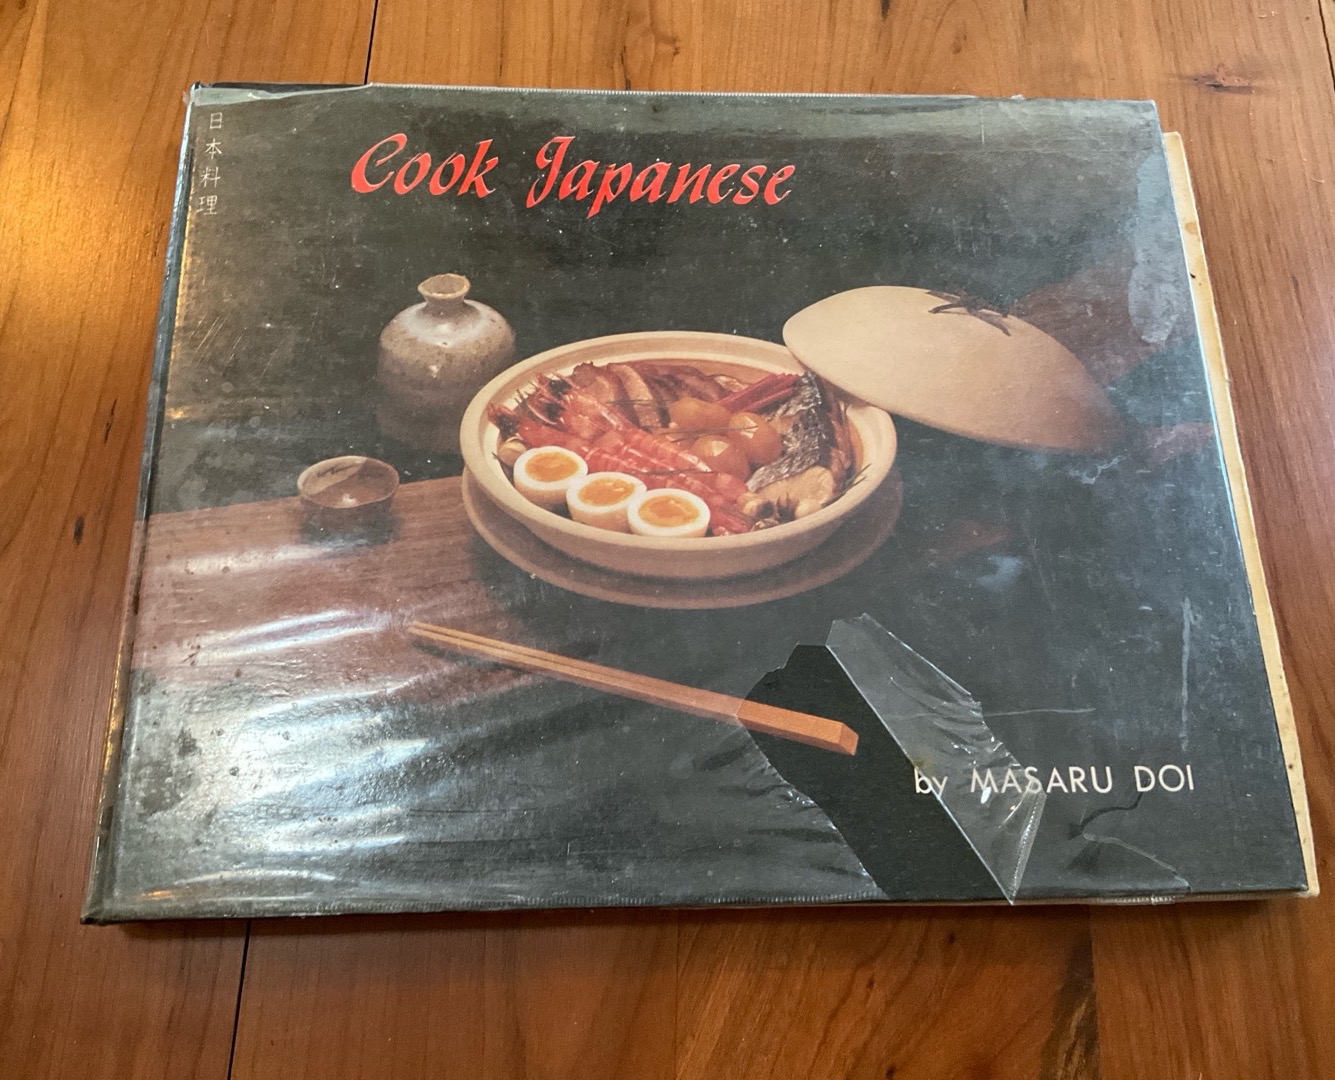 日本料理
Cook Japanese
by MASARU DOI